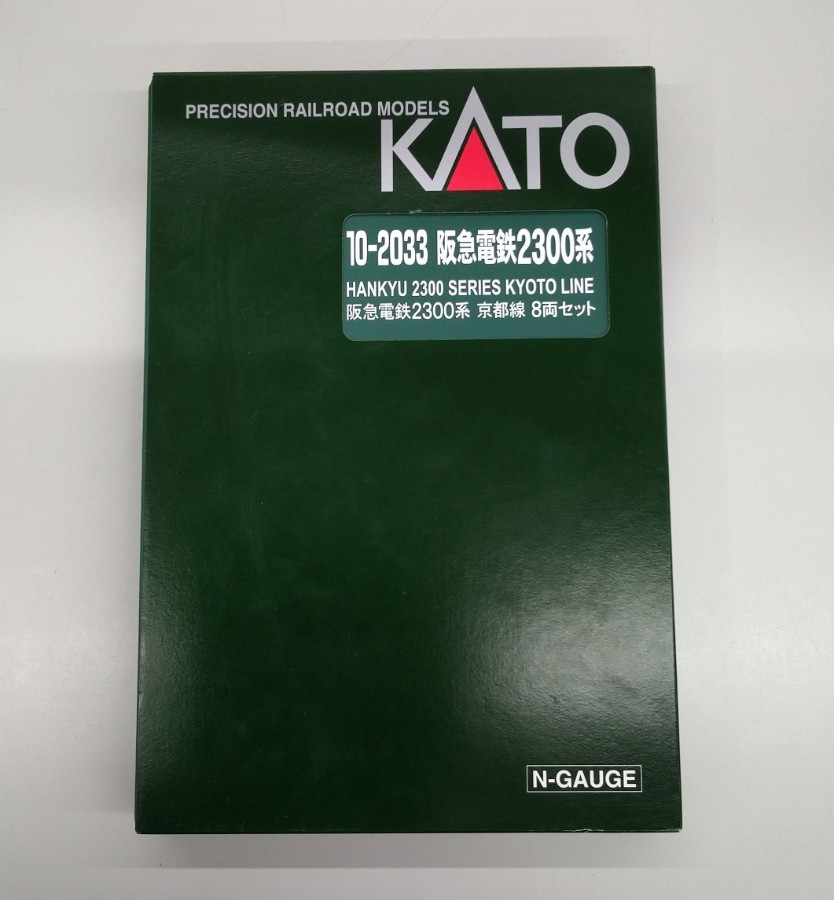 PRECISION RAILROAD MODELS
KATO
10-2033 阪急電鉄2300系
HANKYU 2300 SERIES KYOTO LINE
阪急電鉄2300系 京都線 8両セット
N-GAUGE